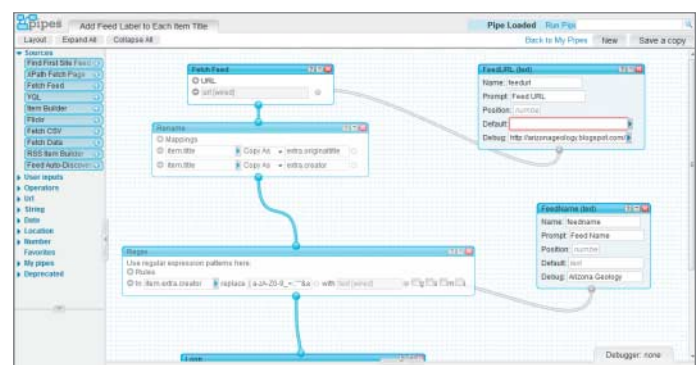 pipes Add Feed Label to Each Item Title
Pipe Loaded Run Pipe
Layout Expand All Collapse All
Back to My Pipes New Save a copy
Sources
Find First Site Feed
XPath Fetch Page
Fetch Feed
YQL
Item Builder
Flickr
Fetch CSV
Fetch Data
RSS Item Builder
Feed Auto-Discover
User inputs
Operators
Url
String
Date
Location
Number
Favorites
My pipes
Deprecated
Fetch Feed
URL
url [wired]
Rename
Mappings
item.title Copy As extra.originaltitle
item.title Copy As extra.creator
Regex
Use regular expression patterns here.
Rules
In item.extra.creator replace with text [wired] g s m i
Loop
FeedURL (text)
Name: feedurl
Prompt: Feed URL
Position: number
Default:
Debug: http://arizonageology.blogspot.com/
FeedName (text)
Name: feedname
Prompt: Feed Name
Position: number
Default: text
Debug: Arizona Geology
Debugger: none